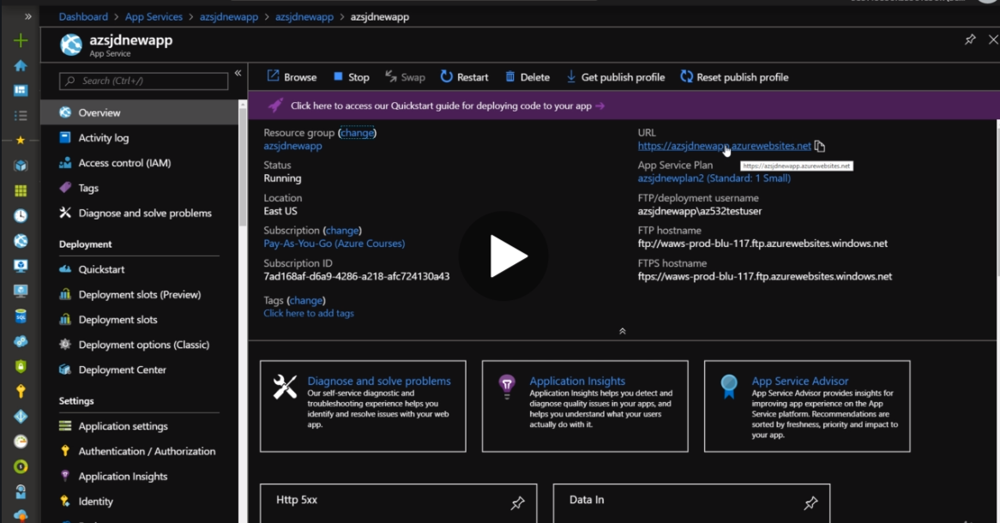 Dashboard > App Services > azsjdnewapp > azsjdnewapp > azsjdnewapp
azsjdnewapp
App Service
Search (Ctrl+/)
Overview
Activity log
Access control (IAM)
Tags
Diagnose and solve problems
Deployment
Quickstart
Deployment slots (Preview)
Deployment slots
Deployment options (Classic)
Deployment Center
Settings
Application settings
Authentication / Authorization
Application Insights
Identity
Browse Stop Swap Restart Delete Get publish profile Reset publish profile
Click here to access our Quickstart guide for deploying code to your app →
Resource group (change)
azsjdnewapp
Status
Running
Location
East US
Subscription (change)
Pay-As-You-Go (Azure Courses)
Subscription ID
7ad168af-d6a9-4286-a218-afc724130a43
Tags (change)
Click here to add tags
URL
https://azsjdnewapp.azurewebsites.net
https://azsjdnewapp.azurewebsites.net
App Service Plan
azsjdnewplan2 (Standard: 1 Small)
FTP/deployment username
azsjdnewapp\az532testuser
FTP hostname
ftp://waws-prod-blu-117.ftp.azurewebsites.windows.net
FTPS hostname
ftps://waws-prod-blu-117.ftp.azurewebsites.windows.net
Diagnose and solve problems
Our self-service diagnostic and
troubleshooting experience helps you
identify and resolve issues with your web
app.
Application Insights
Application Insights helps you detect and
diagnose quality issues in your apps, and
helps you understand what your users
actually do with it.
App Service Advisor
App Service Advisor provides insights for
improving app experience on the App
Service platform. Recommendations are
sorted by freshness, priority and impact to
your app.
Http 5xx
Data In